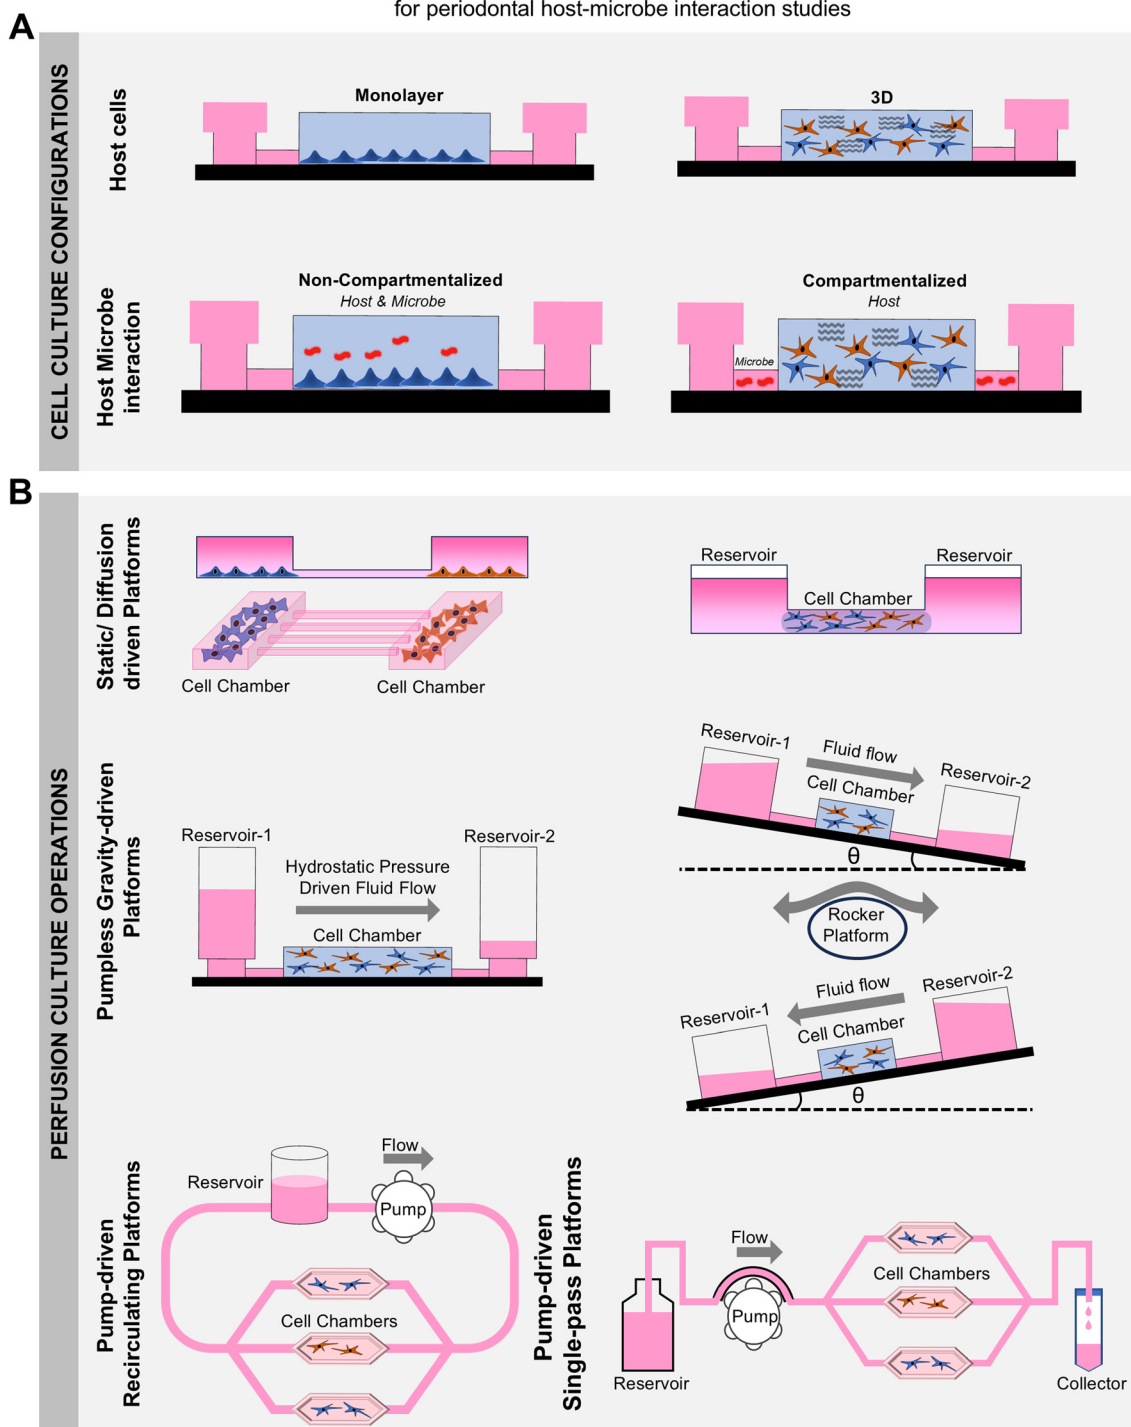 for periodontal host-microbe interaction studies
A
CELL CULTURE CONFIGURATIONS
Host cells
Monolayer
3D
Host Microbe
interaction
Non-Compartmentalized
Host & Microbe
Compartmentalized
Host
Microbe
B
PERFUSION CULTURE OPERATIONS
Static/ Diffusion
driven Platforms
Cell Chamber
Cell Chamber
Reservoir
Reservoir
Cell Chamber
Pumpless Gravity-driven
Platforms
Reservoir-1
Reservoir-2
Hydrostatic Pressure
Driven Fluid Flow
Cell Chamber
Reservoir-1
Fluid flow
Cell Chamber
Reservoir-2
θ
Rocker
Platform
Reservoir-1
Fluid flow
Cell Chamber
Reservoir-2
θ
Pump-driven
Recirculating Platforms
Reservoir
Flow
Pump
Cell Chambers
Pump-driven
Single-pass Platforms
Flow
Pump
Reservoir
Cell Chambers
Collector